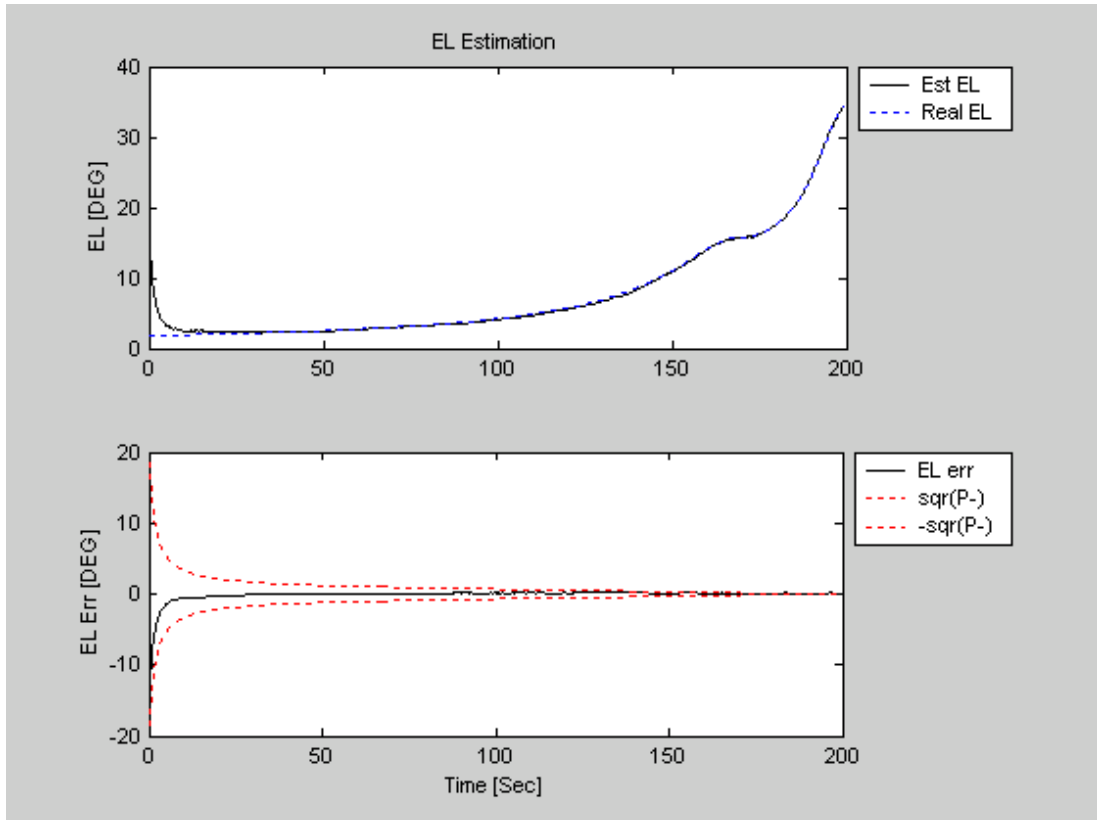 EL Estimation
40
30
20
10
0
EL [DEG]
0 50 100 150 200
Est EL
Real EL
20
10
0
-10
-20
EL Err [DEG]
0 50 100 150 200
Time [Sec]
EL err
sqr(P-)
-sqr(P-)